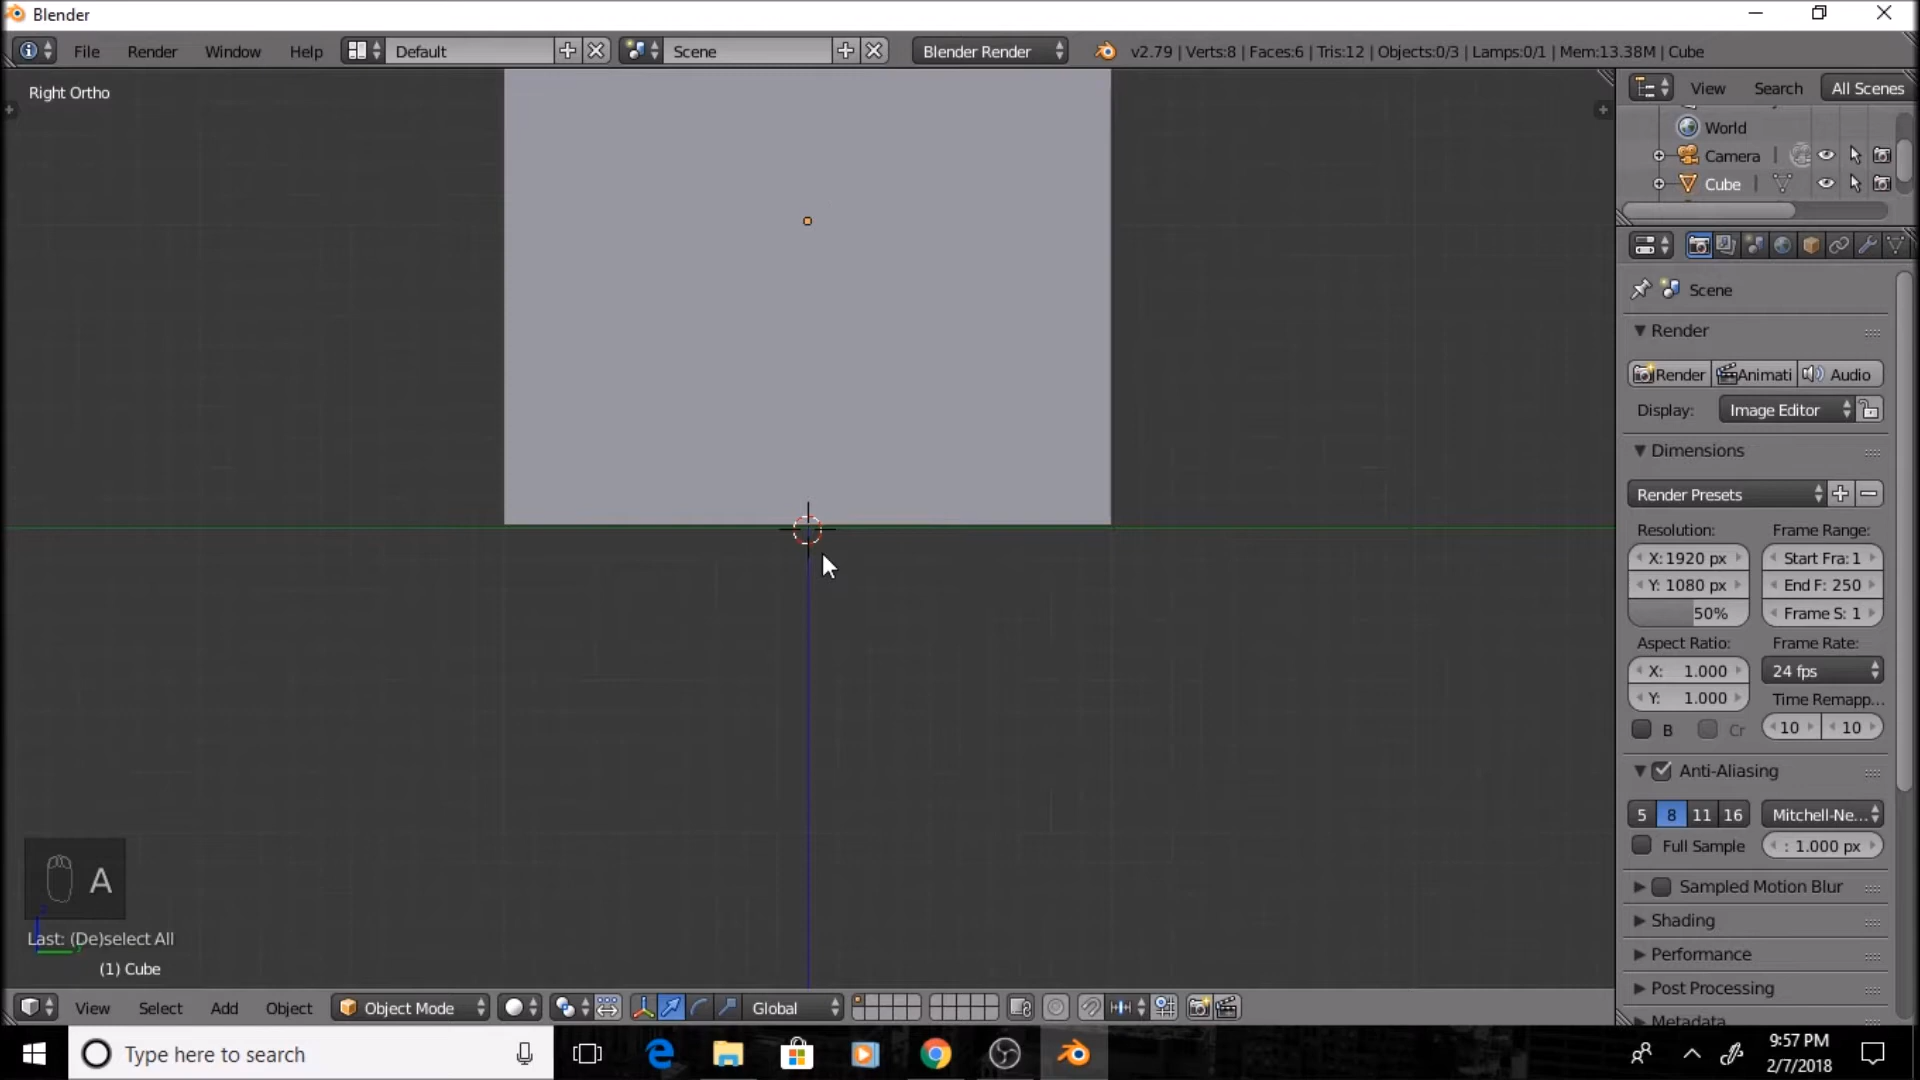 Blender
File Render Window Help Default Scene Blender Render v2.79 | Verts:8 | Faces:6 | Tris:12 | Objects:0/3 | Lamps:0/1 | Mem:13.38M | Cube
Right Ortho
View Search All Scenes
World
Camera
Cube
Scene
Render
Render Animati Audio
Display: Image Editor
Dimensions
Render Presets
Resolution: Frame Range:
X: 1920 px Start Fra: 1
Y: 1080 px End F: 250
50% Frame S: 1
Aspect Ratio: Frame Rate:
X: 1.000 24 fps
Y: 1.000 Time Remapp...
B Cr 10 10
Anti-Aliasing
5 8 11 16 Mitchell-Ne...
Full Sample : 1.000 px
Sampled Motion Blur
Shading
Performance
Post Processing
Metadata
A
Last: (De)select All
(1) Cube
View Select Add Object Object Mode Global
Type here to search
9:57 PM
2/7/2018